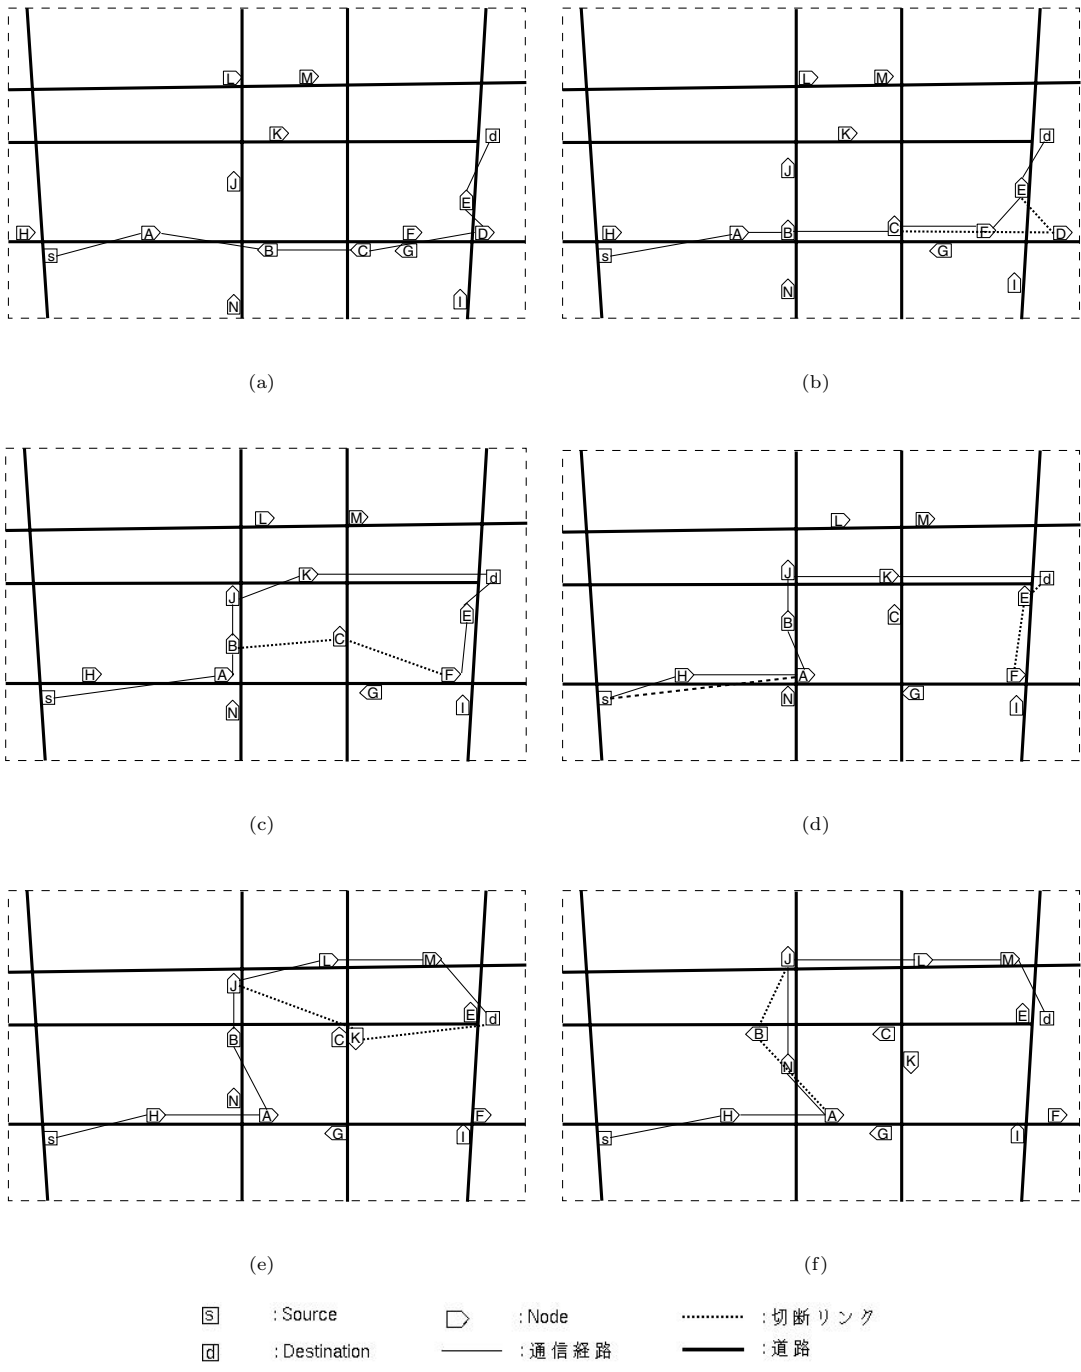 L M L M
K d K d
J E J E
H A B C F G D H A B C F G D
s s
N I N I
(a) (b)
L M L M
K d J K d
J E B C E
B C
H A F H A F
s G s G
N I N I
(c) (d)
L M J L M
J E d E d
B C K B C
K
N N
H A F H A F
s G I s G I
(e) (f)
s : Source : Node : 切断リンク
d : Destination : 通信経路 : 道路